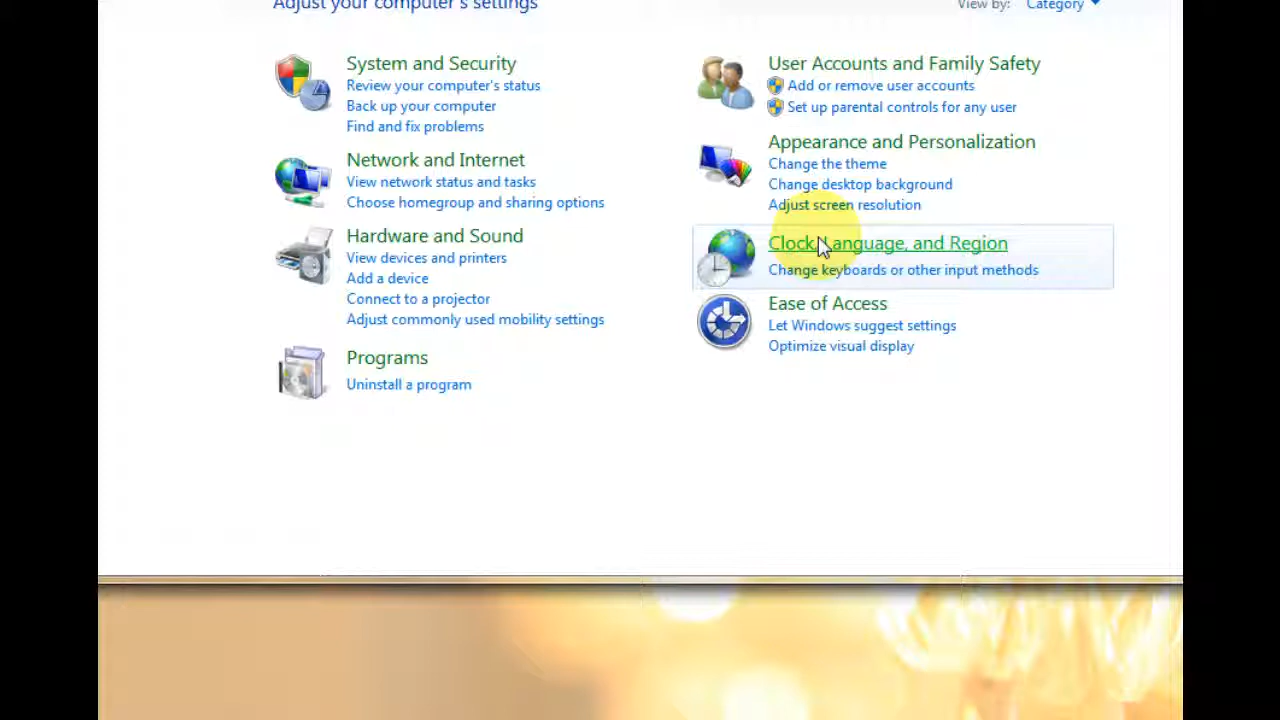 Adjust your computer's settings
View by: Category
System and Security
Review your computer's status
Back up your computer
Find and fix problems
Network and Internet
View network status and tasks
Choose homegroup and sharing options
Hardware and Sound
View devices and printers
Add a device
Connect to a projector
Adjust commonly used mobility settings
Programs
Uninstall a program
User Accounts and Family Safety
Add or remove user accounts
Set up parental controls for any user
Appearance and Personalization
Change the theme
Change desktop background
Adjust screen resolution
Clock, Language, and Region
Change keyboards or other input methods
Ease of Access
Let Windows suggest settings
Optimize visual display